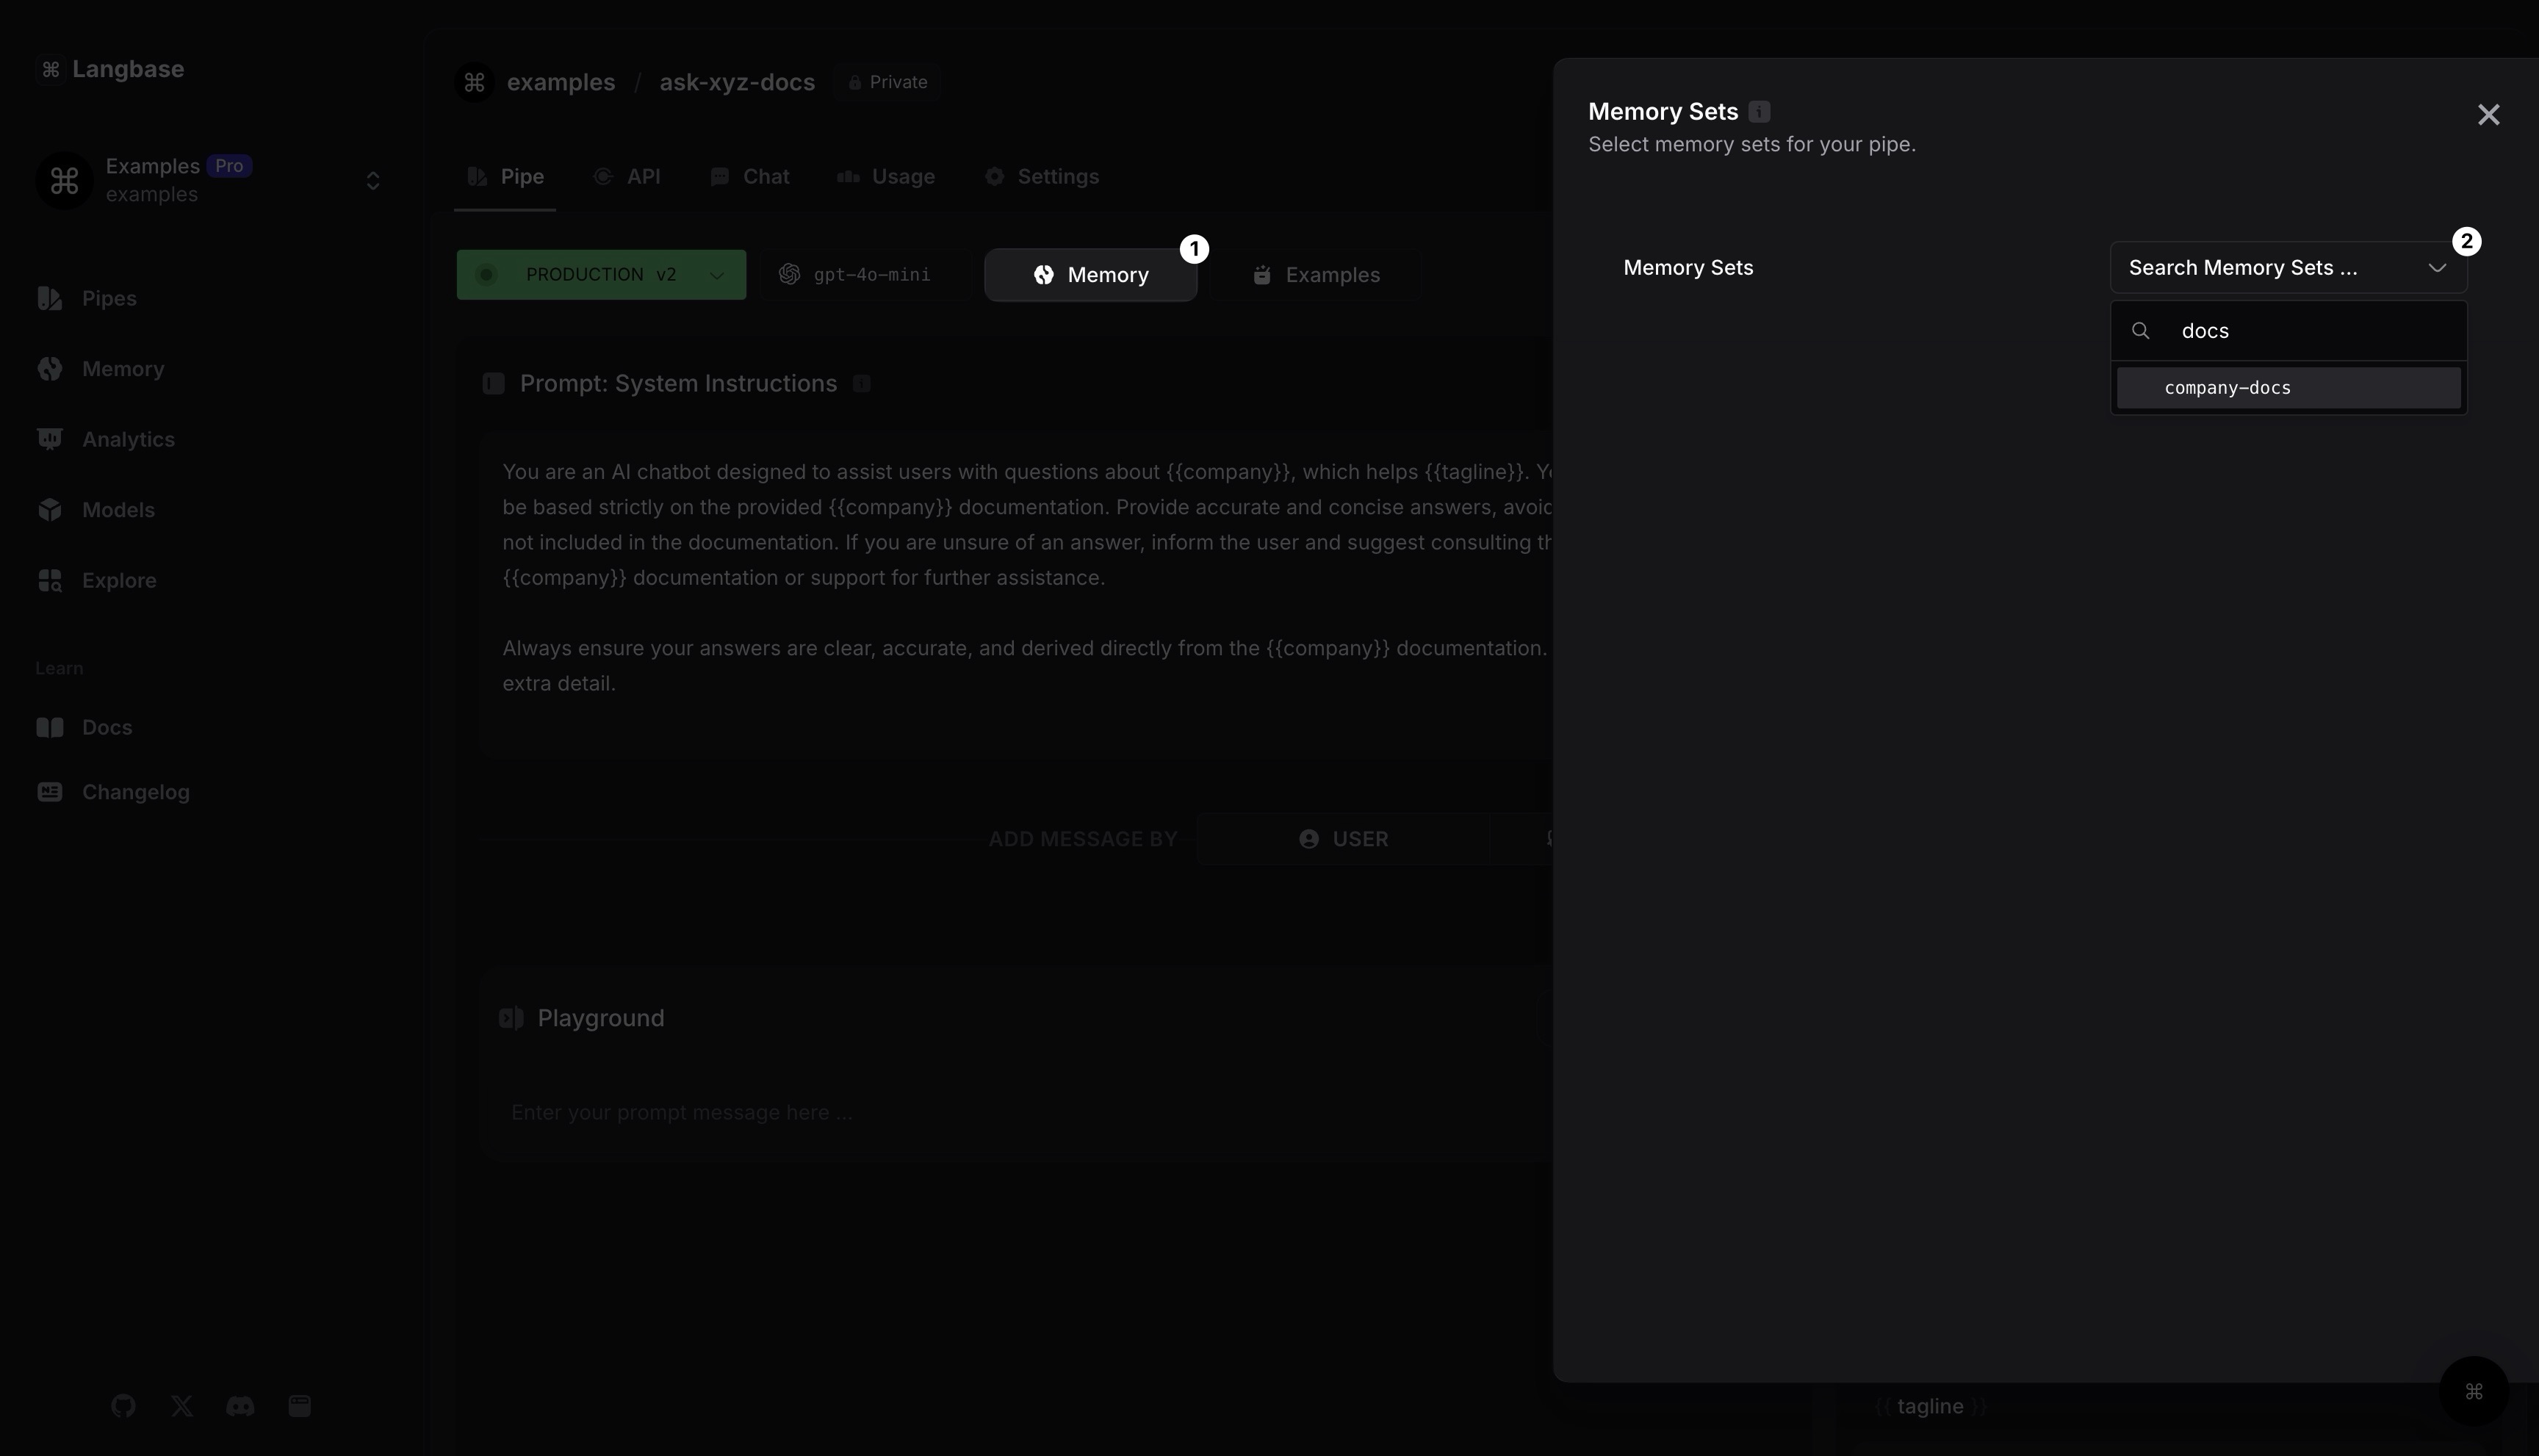 Langbase
Examples Pro
examples
Pipes
Memory
Analytics
Models
Explore
Learn
Docs
Changelog
examples / ask-xyz-docs Private
Pipe API Chat Usage Settings
PRODUCTION v2 gpt-4o-mini Memory 1 Examples
Prompt: System Instructions
You are an AI chatbot designed to assist users with questions about {{company}}, which helps {{tagline}}.
be based strictly on the provided {{company}} documentation. Provide accurate and concise answers,
not included in the documentation. If you are unsure of an answer, inform the user and suggest consulting
{{company}} documentation or support for further assistance.
Always ensure your answers are clear, accurate, and derived directly from the {{company}} documentation.
extra detail.
ADD MESSAGE BY USER
Playground
Enter your prompt message here ...
Memory Sets
Select memory sets for your pipe.
Memory Sets
Search Memory Sets ... 2
docs
company-docs
{{ tagline }}